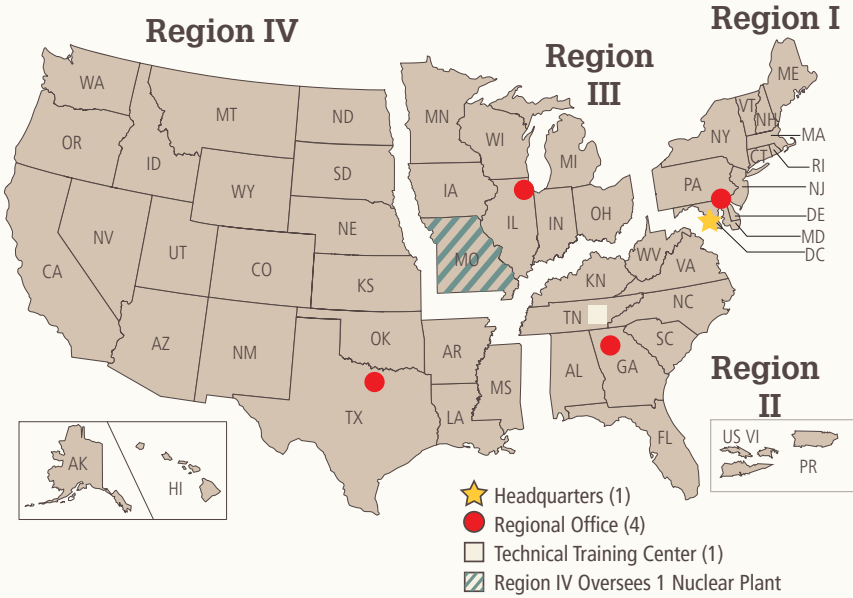 Region IV
Region I
Region
III
WA
MT
ND
MN
ME
VT
NH
OR
ID
SD
WI
MI
NY
MA
RI
CT
WY
IA
PA
NJ
NV
UT
CO
NE
IL
IN
OH
DE
MD
DC
CA
KS
MO
WV
VA
KN
NC
AZ
NM
OK
AR
TN
SC
TX
LA
MS
AL
GA
FL
Region
II
AK
HI
US VI
PR
Headquarters (1)
Regional Office (4)
Technical Training Center (1)
Region IV Oversees 1 Nuclear Plant